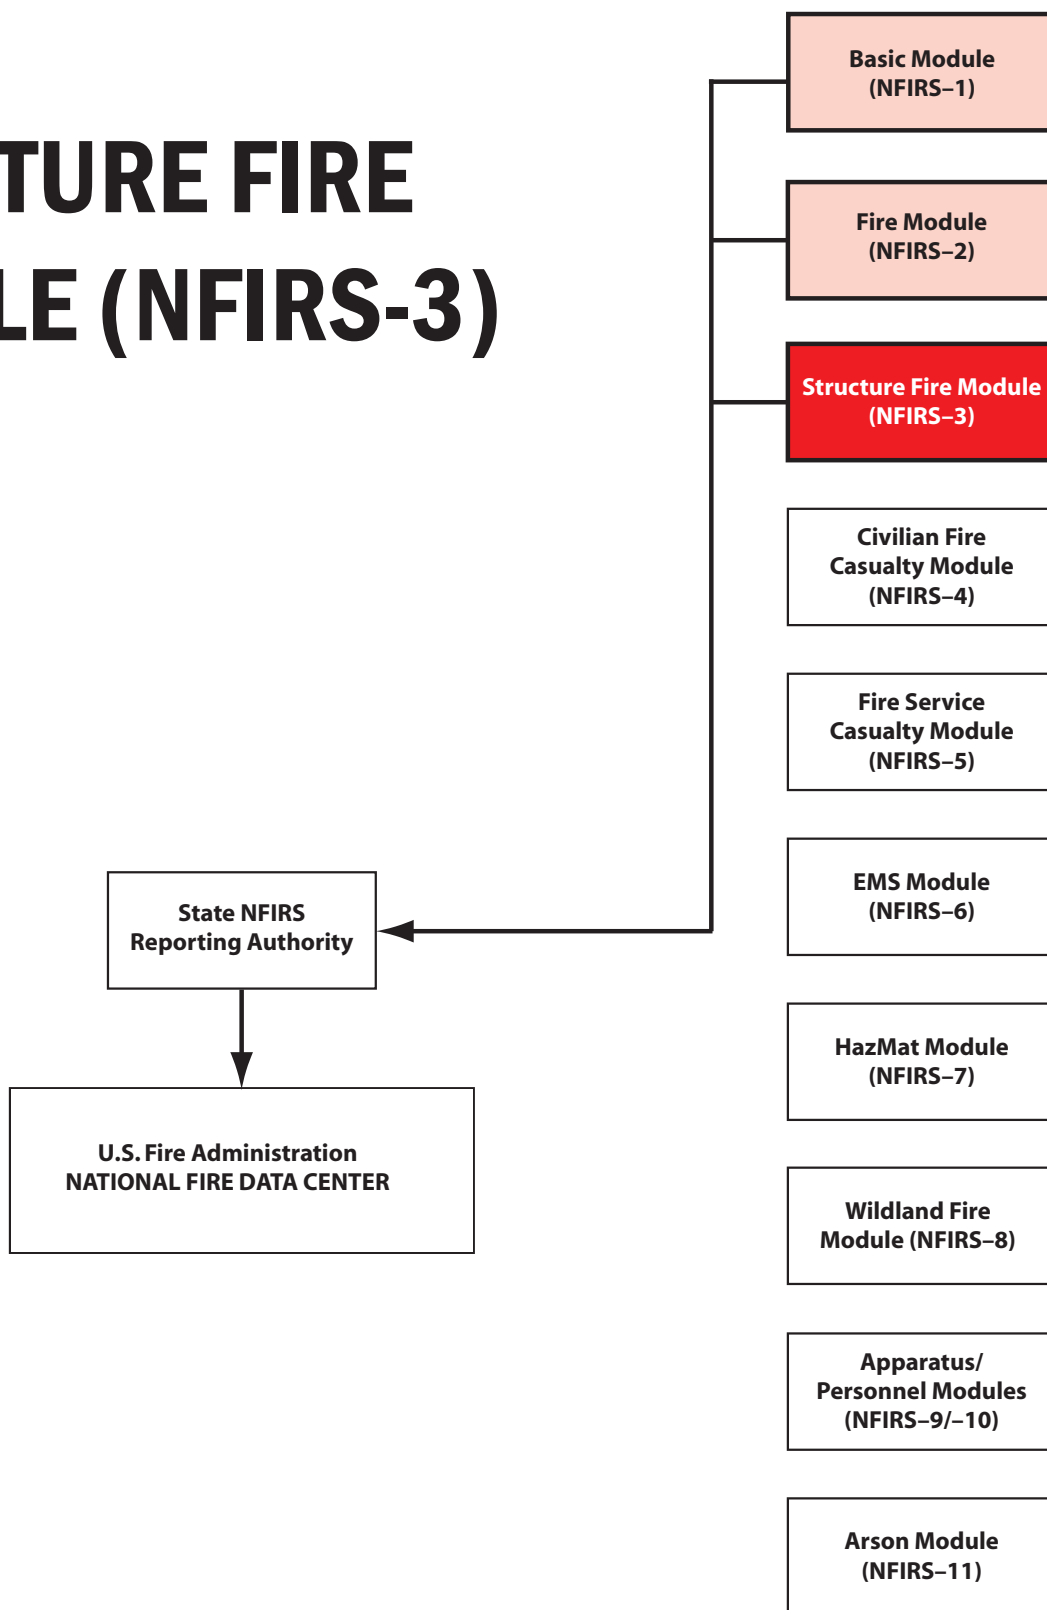 TURE FIRE
LE (NFIRS-3)
Basic Module
(NFIRS–1)
Fire Module
(NFIRS–2)
Structure Fire Module
(NFIRS–3)
Civilian Fire
Casualty Module
(NFIRS–4)
Fire Service
Casualty Module
(NFIRS–5)
EMS Module
(NFIRS–6)
State NFIRS
Reporting Authority
HazMat Module
(NFIRS–7)
U.S. Fire Administration
NATIONAL FIRE DATA CENTER
Wildland Fire
Module (NFIRS–8)
Apparatus/
Personnel Modules
(NFIRS–9/–10)
Arson Module
(NFIRS–11)